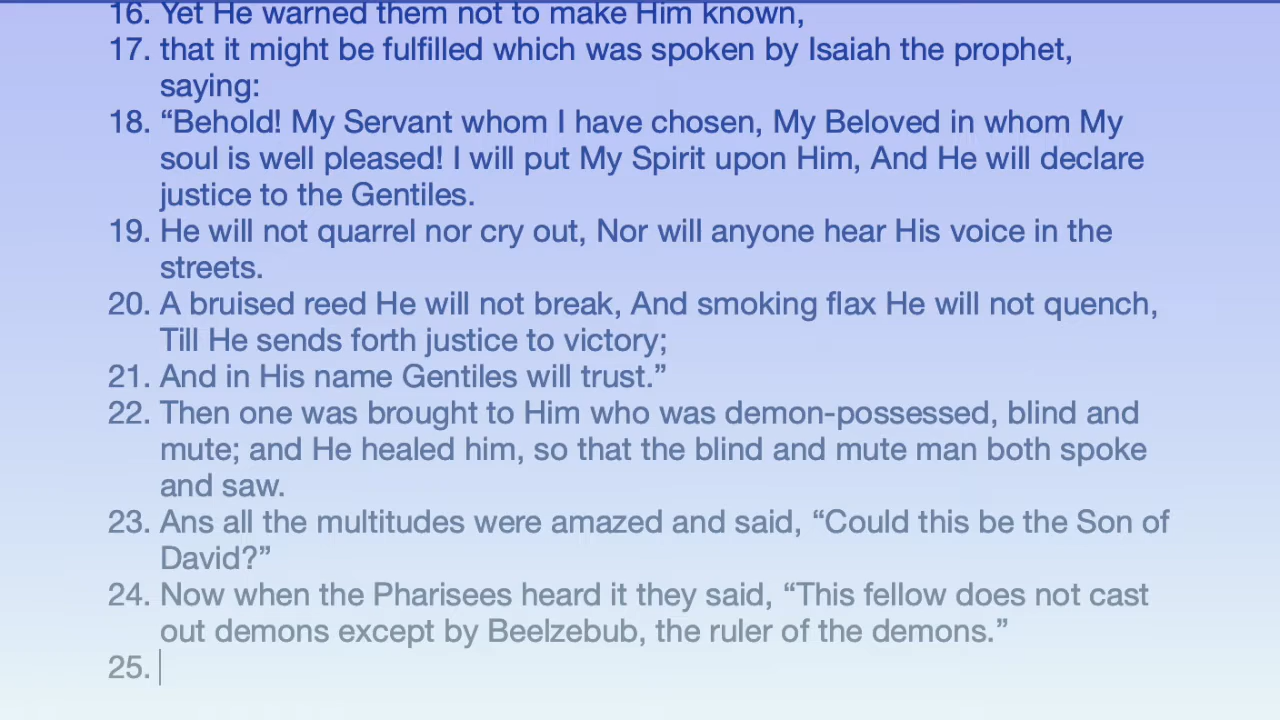 16. Yet He warned them not to make Him known,
17. that it might be fulfilled which was spoken by Isaiah the prophet,
saying:
18. “Behold! My Servant whom I have chosen, My Beloved in whom My
soul is well pleased! I will put My Spirit upon Him, And He will declare
justice to the Gentiles.
19. He will not quarrel nor cry out, Nor will anyone hear His voice in the
streets.
20. A bruised reed He will not break, And smoking flax He will not quench,
Till He sends forth justice to victory;
21. And in His name Gentiles will trust.”
22. Then one was brought to Him who was demon-possessed, blind and
mute; and He healed him, so that the blind and mute man both spoke
and saw.
23. Ans all the multitudes were amazed and said, “Could this be the Son of
David?”
24. Now when the Pharisees heard it they said, “This fellow does not cast
out demons except by Beelzebub, the ruler of the demons.”
25.